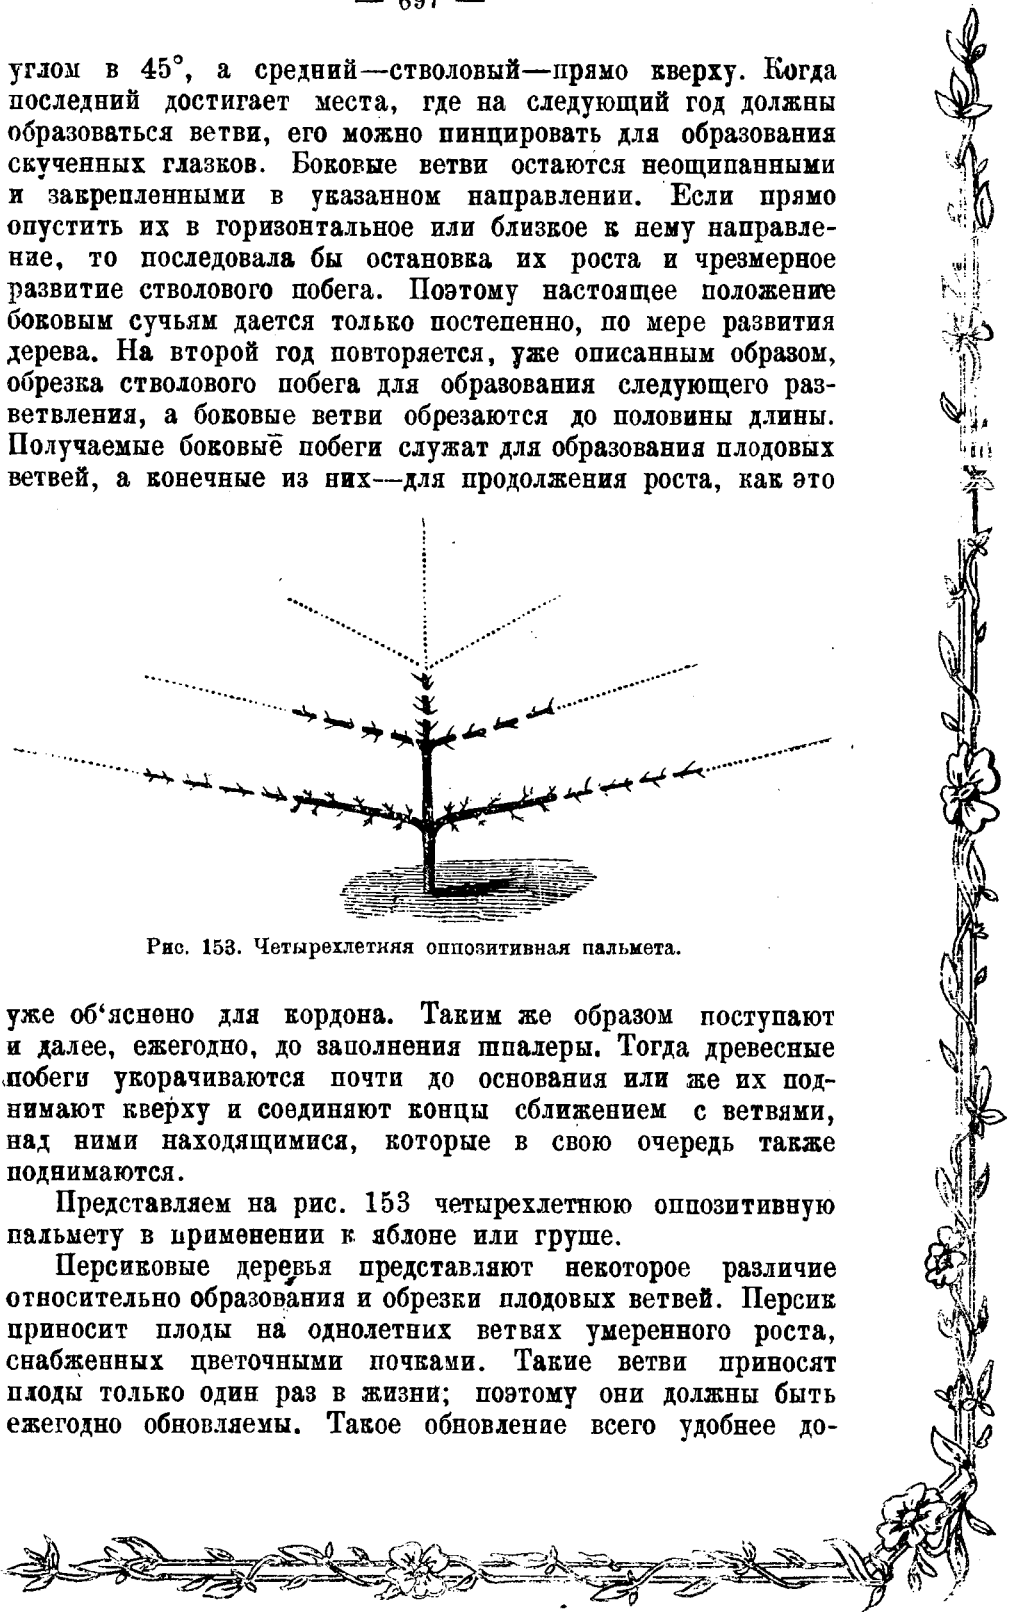 — 697 —
углом в 45°, а средний—стволовый—прямо кверху. Когда
последний достигает места, где на следующий год должны
образоваться ветви, его можно пинцировать для образования
скученных глазков. Боковые ветви остаются неощипанными
и закрепленными в указанном направлении. Если прямо
опустить их в горизонтальное или близкое к нему направле-
ние, то последовала бы остановка их роста и чрезмерное
развитие стволового побега. Поэтому настоящее положение
боковым сучьям дается только постепенно, по мере развития
дерева. На второй год повторяется, уже описанным образом,
обрезка стволового побега для образования следующего раз-
ветвления, а боковые ветви обрезаются до половины длины.
Получаемые боковые побеги служат для образования плодовых
ветвей, а конечные из них—для продолжения роста, как это
Рис. 153. Четырехлетняя оппозитивная пальмета.
уже об‘яснено для кордона. Таким же образом поступают
и далее, ежегодно, до заполнения шпалеры. Тогда древесные
побеги укорачиваются почти до основания или же их под-
нимают кверху и соединяют концы сближением с ветвями,
над ними находящимися, которые в свою очередь также
поднимаются.
Представляем на рис. 153 четырехлетнюю оппозитивную
пальмету в применении к яблоне или груше.
Персиковые деревья представляют некоторое различие
относительно образования и обрезки плодовых ветвей. Персик
приносит плоды на однолетних ветвях умеренного роста,
снабженных цветочными почками. Такие ветви приносят
плоды только один раз в жизни; поэтому они должны быть
ежегодно обновляемы. Такое обновление всего удобнее до-